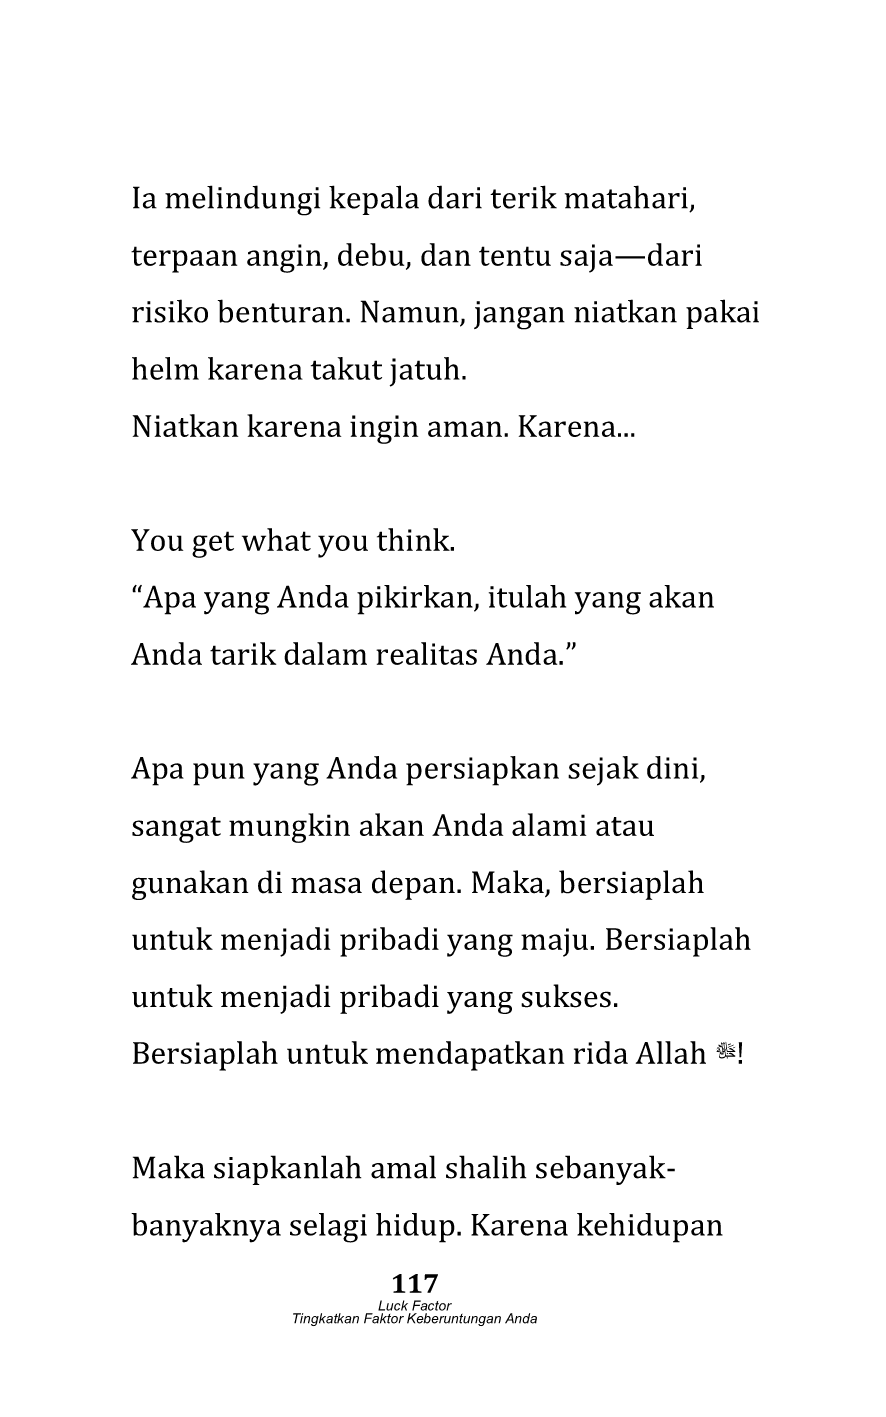 Ia melindungi kepala dari terik matahari,
terpaan angin, debu, dan tentu saja—dari
risiko benturan. Namun, jangan niatkan pakai
helm karena takut jatuh.
Niatkan karena ingin aman. Karena...
You get what you think.
“Apa yang Anda pikirkan, itulah yang akan
Anda tarik dalam realitas Anda.”
Apa pun yang Anda persiapkan sejak dini,
sangat mungkin akan Anda alami atau
gunakan di masa depan. Maka, bersiaplah
untuk menjadi pribadi yang maju. Bersiaplah
untuk menjadi pribadi yang sukses.
Bersiaplah untuk mendapatkan rida Allah !
Maka siapkanlah amal shalih sebanyak-
banyaknya selagi hidup. Karena kehidupan
117
Luck Factor
Tingkatkan Faktor Keberuntungan Anda